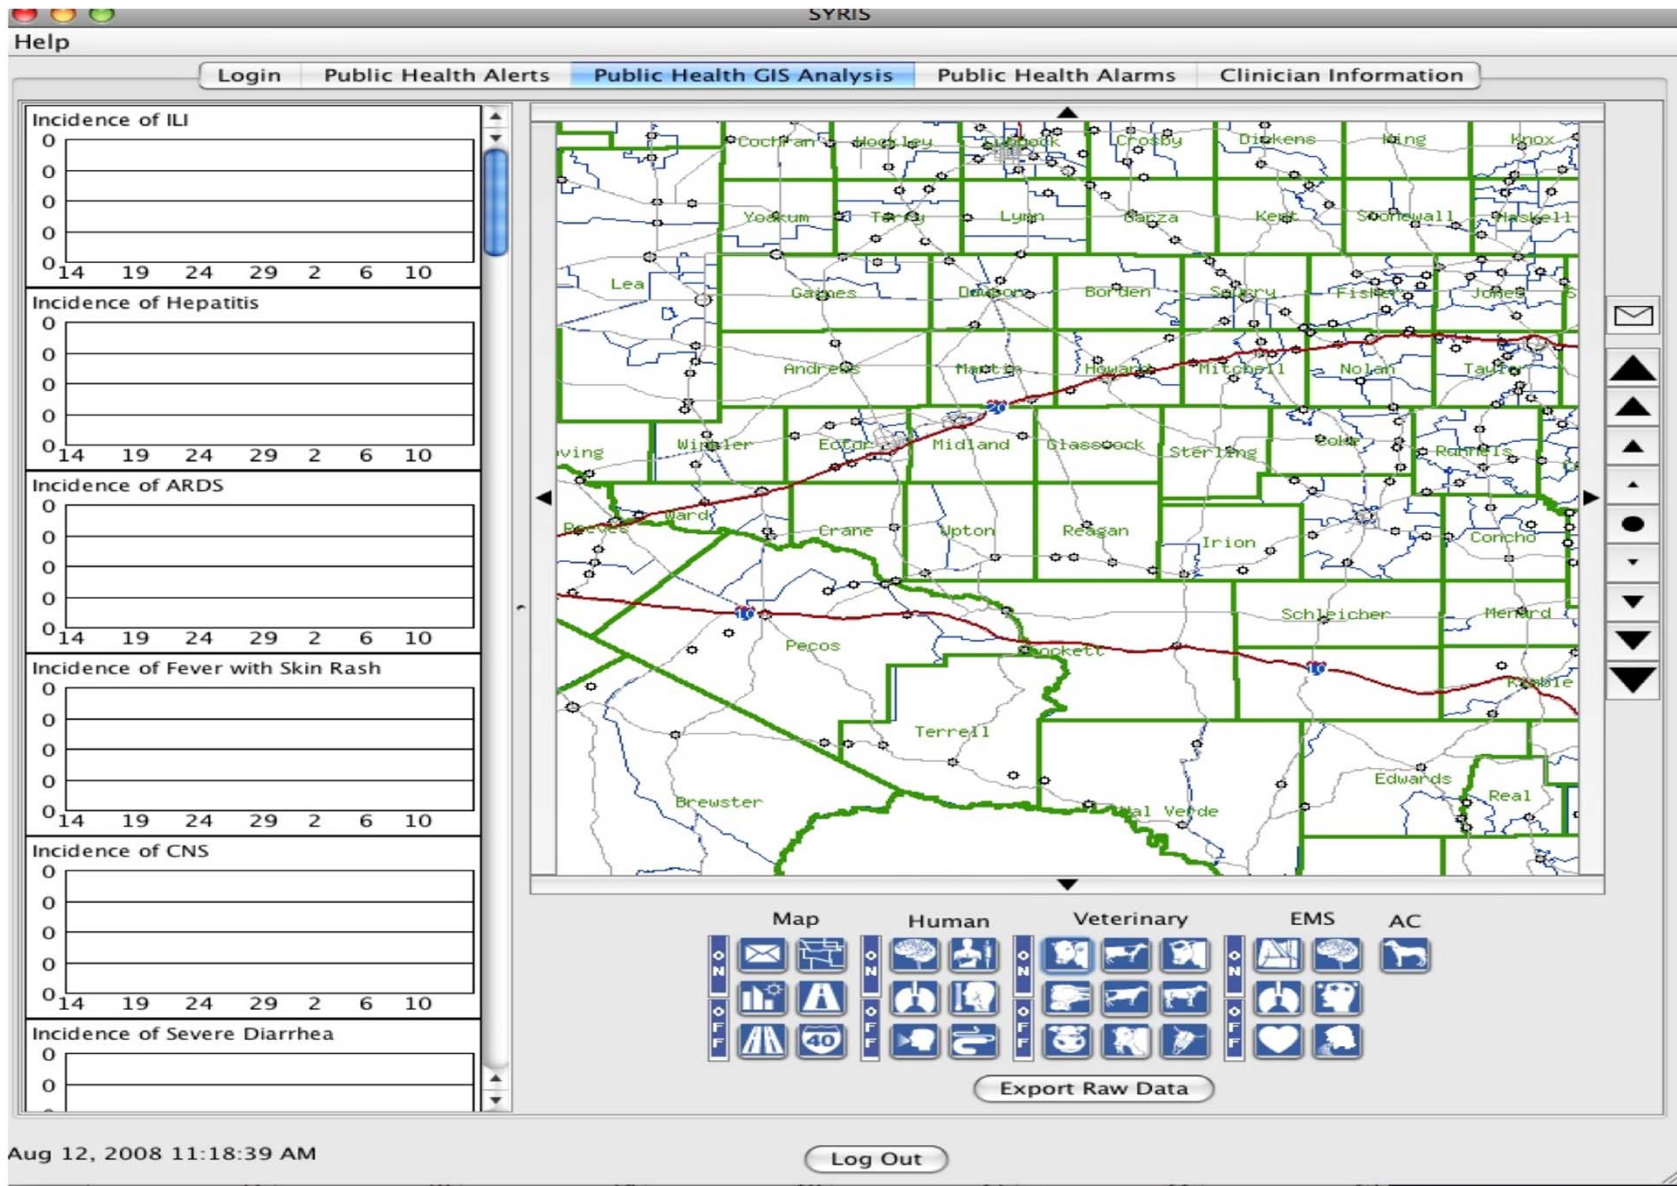 SYRIS
Help
Login Public Health Alerts Public Health GIS Analysis Public Health Alarms Clinician Information
Incidence of ILI
0
0
0
0
0
14 19 24 29 2 6 10
Incidence of Hepatitis
0
0
0
0
0
14 19 24 29 2 6 10
Incidence of ARDS
0
0
0
0
0
14 19 24 29 2 6 10
Incidence of Fever with Skin Rash
0
0
0
0
0
14 19 24 29 2 6 10
Incidence of CNS
0
0
0
0
0
14 19 24 29 2 6 10
Incidence of Severe Diarrhea
0
0
Cochran Hockley Lubbock Crosby Dickens King Knox
Yoakum Terry Lynn Garza Kent Stonewall Haskell
Lea Gaines Dawson Borden Scurry Fisher Jones S
Andrews Martin Howard Mitchell Nolan Taylor
20
ving Winkler Ector Midland Glasscock Sterling Coke Runnels
Reeves Ward Crane Upton Reagan Irion Concho
10
Pecos Crockett Schleicher Menard
10
Kimble
Terrell
Brewster Val Verde Edwards Real
Map Human Veterinary EMS AC
ON ON ON ON
OFF OFF OFF OFF
40
Export Raw Data
Aug 12, 2008 11:18:39 AM
Log Out